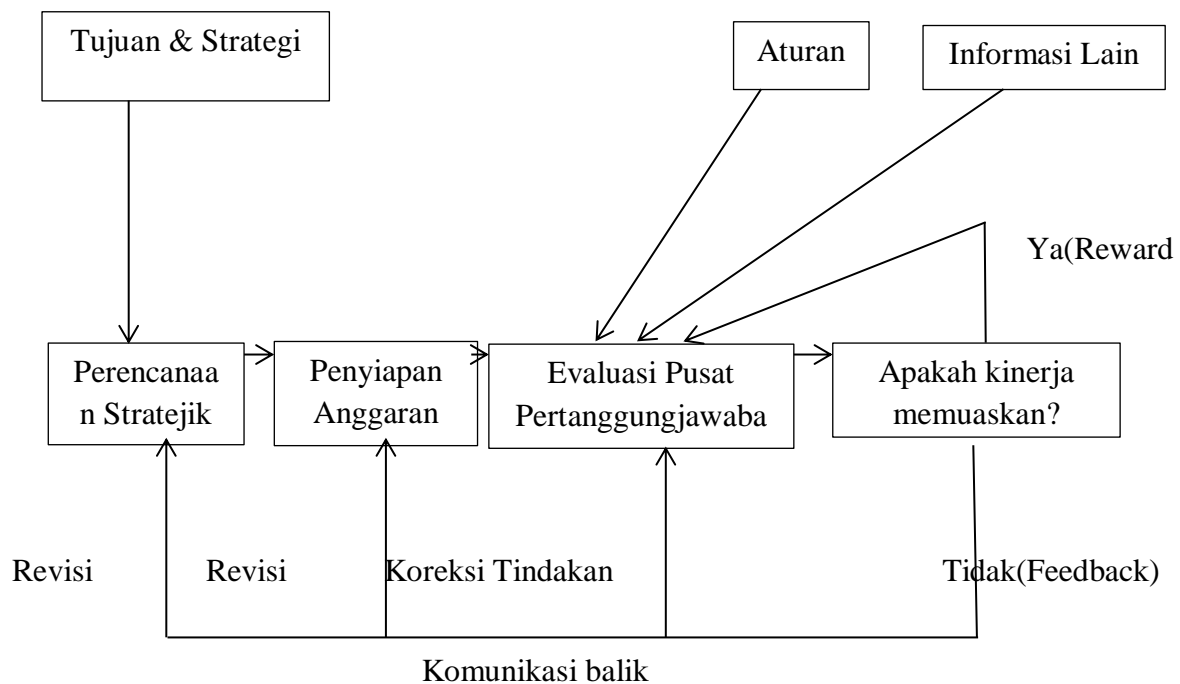 Tujuan & Strategi
Aturan
Informasi Lain
Ya(Reward
Perencanaa
n Stratejik
Penyiapan
Anggaran
Evaluasi Pusat
Pertanggungjawaba
Apakah kinerja
memuaskan?
Revisi
Revisi
Koreksi Tindakan
Tidak(Feedback)
Komunikasi balik